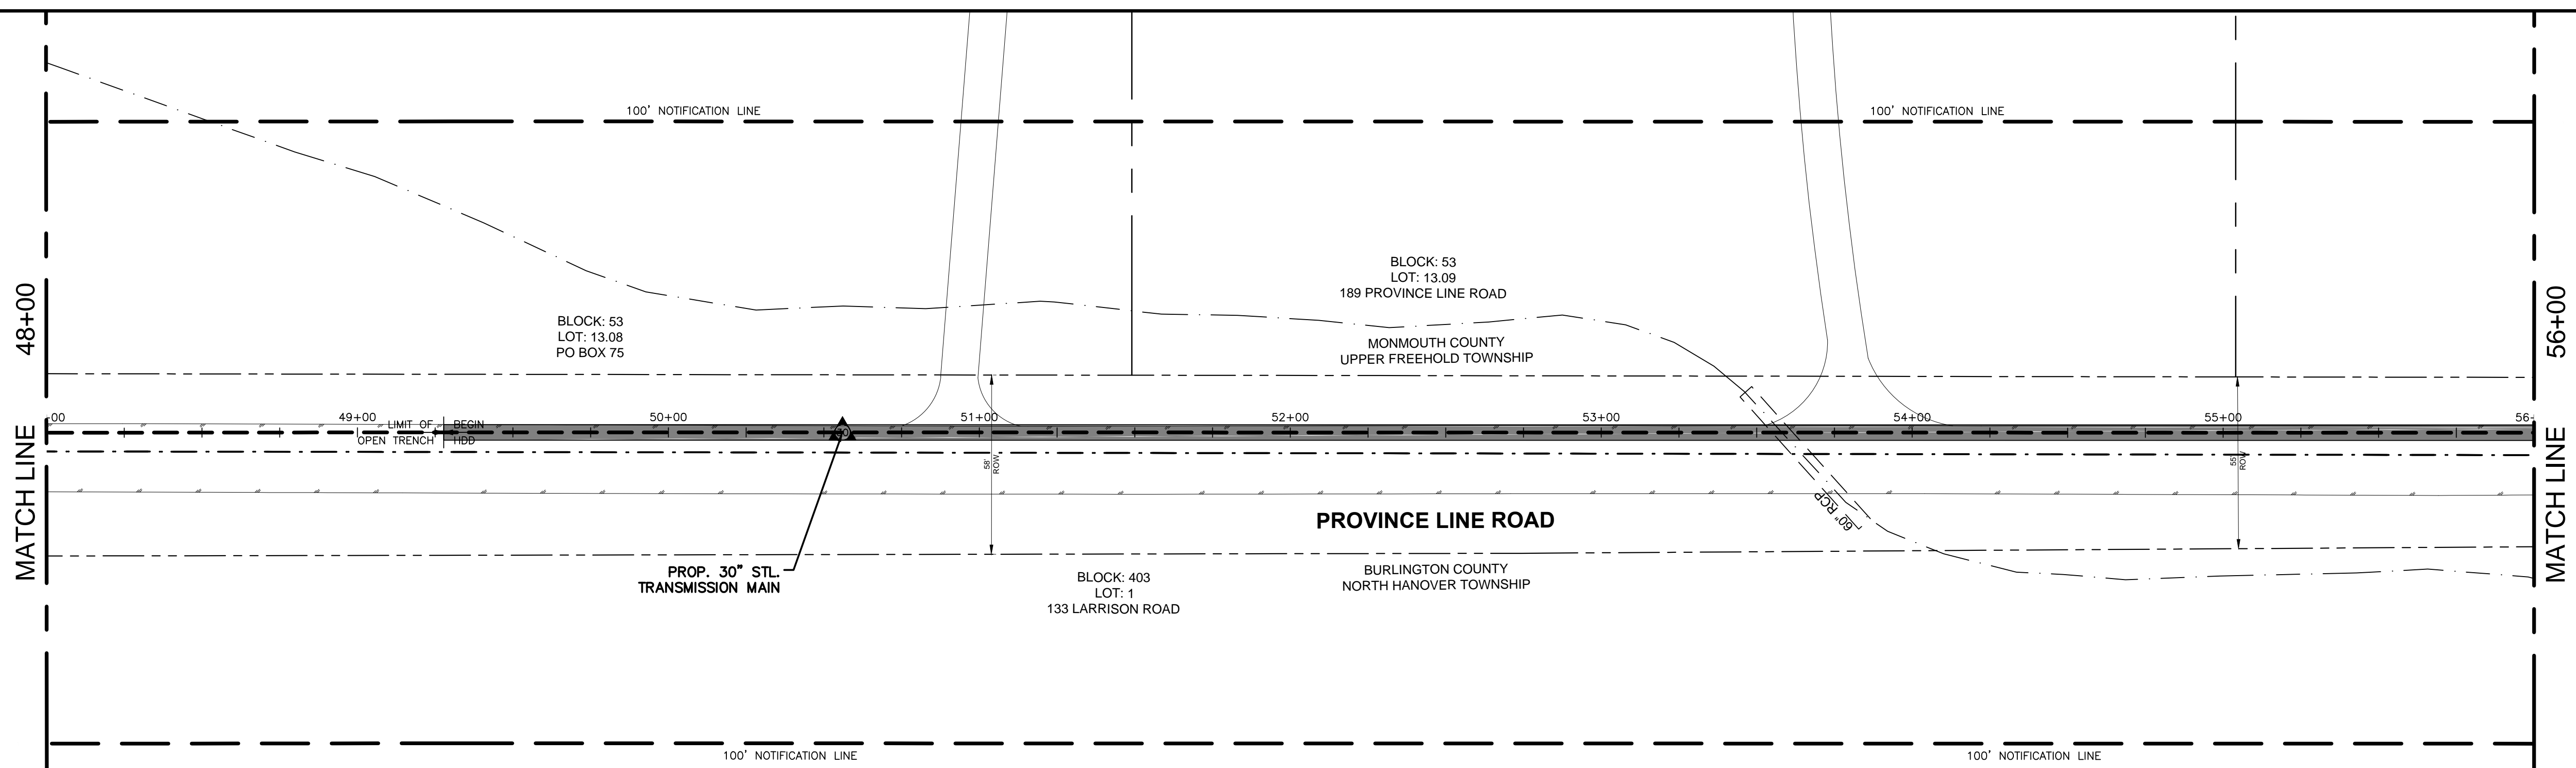 100' NOTIFICATION LINE
100' NOTIFICATION LINE
BLOCK: 53
LOT: 13.09
189 PROVINCE LINE ROAD
BLOCK: 53
LOT: 13.08
PO BOX 75
MONMOUTH COUNTY
UPPER FREEHOLD TOWNSHIP
MATCH LINE 48+00
MATCH LINE 56+00
-00 49+00 50+00 51+00 52+00 53+00 54+00 55+00 56-
LIMIT OF
OPEN TRENCH
BEGIN
HDD
30
58'
ROW
55'
ROW
60" RCP
PROVINCE LINE ROAD
PROP. 30" STL.
TRANSMISSION MAIN
BLOCK: 403
LOT: 1
133 LARRISON ROAD
BURLINGTON COUNTY
NORTH HANOVER TOWNSHIP
100' NOTIFICATION LINE
100' NOTIFICATION LINE